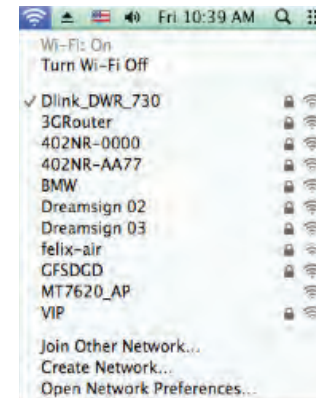 Fri 10:39 AM
Wi-Fi: On
Turn Wi-Fi Off
✓ Dlink_DWR_730
3GRouter
402NR-0000
402NR-AA77
BMW
Dreamsign 02
Dreamsign 03
felix-air
GFSDGD
MT7620_AP
VIP
Join Other Network...
Create Network...
Open Network Preferences...